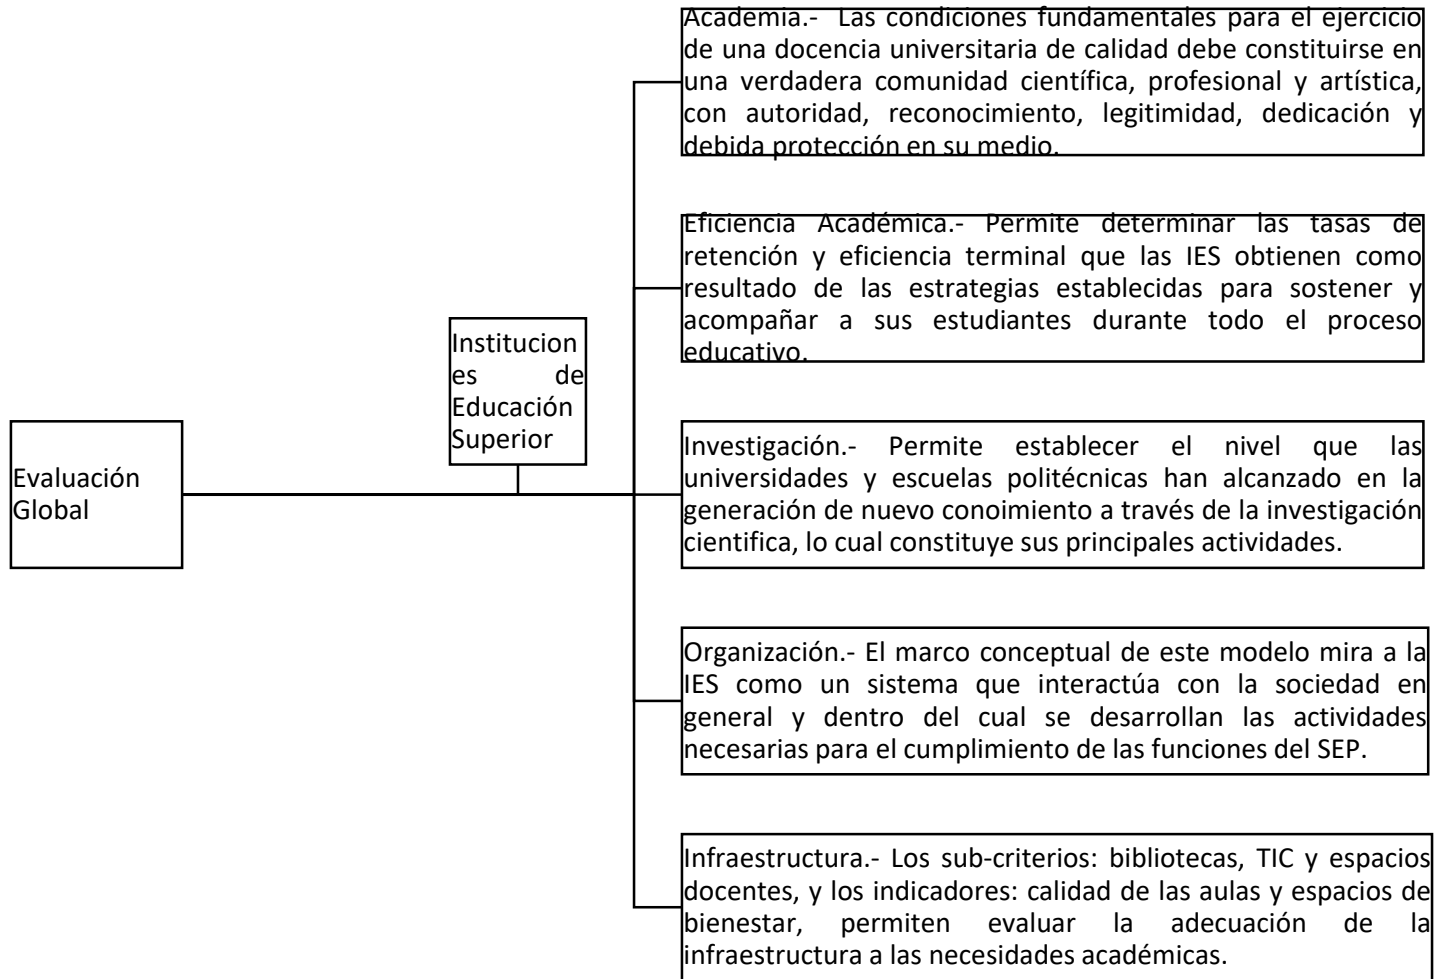 Evaluación
Global
Institucion
es de
Educación
Superior
Academia.- Las condiciones fundamentales para el ejercicio
de una docencia universitaria de calidad debe constituirse en
una verdadera comunidad científica, profesional y artística,
con autoridad, reconocimiento, legitimidad, dedicación y
debida protección en su medio.
Eficiencia Académica.- Permite determinar las tasas de
retención y eficiencia terminal que las IES obtienen como
resultado de las estrategias establecidas para sostener y
acompañar a sus estudiantes durante todo el proceso
educativo.
Investigación.- Permite establecer el nivel que las
universidades y escuelas politécnicas han alcanzado en la
generación de nuevo conoimiento a través de la investigación
cientifica, lo cual constituye sus principales actividades.
Organización.- El marco conceptual de este modelo mira a la
IES como un sistema que interactúa con la sociedad en
general y dentro del cual se desarrollan las actividades
necesarias para el cumplimiento de las funciones del SEP.
Infraestructura.- Los sub-criterios: bibliotecas, TIC y espacios
docentes, y los indicadores: calidad de las aulas y espacios de
bienestar, permiten evaluar la adecuación de la
infraestructura a las necesidades académicas.